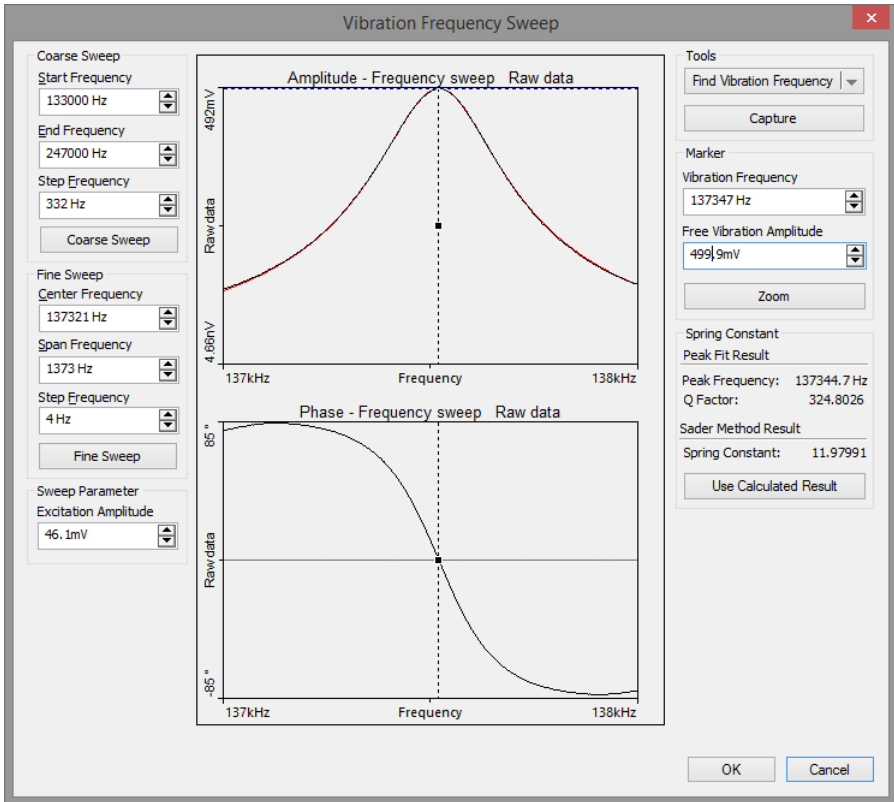 Vibration Frequency Sweep
Coarse Sweep
Start Frequency
133000 Hz
End Frequency
247000 Hz
Step Frequency
332 Hz
Coarse Sweep
Fine Sweep
Center Frequency
137321 Hz
Span Frequency
1373 Hz
Step Frequency
4 Hz
Fine Sweep
Sweep Parameter
Excitation Amplitude
46.1mV
Amplitude - Frequency sweep Raw data
492mV
Raw data
4.66nV
137kHz Frequency 138kHz
Phase - Frequency sweep Raw data
85°
Raw data
-85°
137kHz Frequency 138kHz
Tools
Find Vibration Frequency
Capture
Marker
Vibration Frequency
137347 Hz
Free Vibration Amplitude
499.9mV
Zoom
Spring Constant
Peak Fit Result
Peak Frequency: 137344.7 Hz
Q Factor: 324.8026
Sader Method Result
Spring Constant: 11.97991
Use Calculated Result
OK Cancel